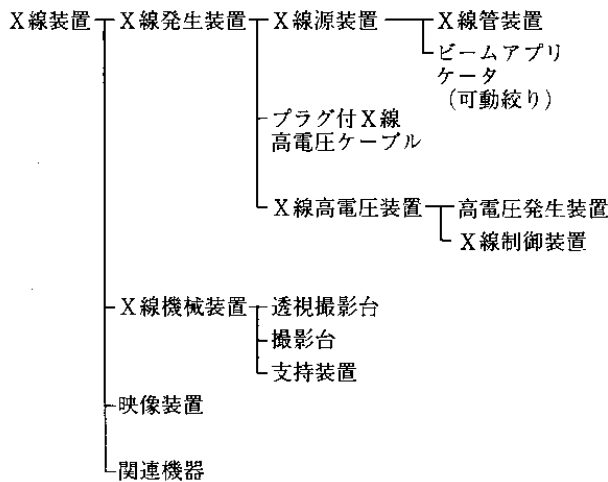 X線装置 X線発生装置 X線源装置 X線管装置
ビームアプリ
ケータ
(可動絞り)
プラグ付X線
高電圧ケーブル
X線高電圧装置 高電圧発生装置
X線制御装置
X線機械装置 透視撮影台
撮影台
支持装置
映像装置
関連機器